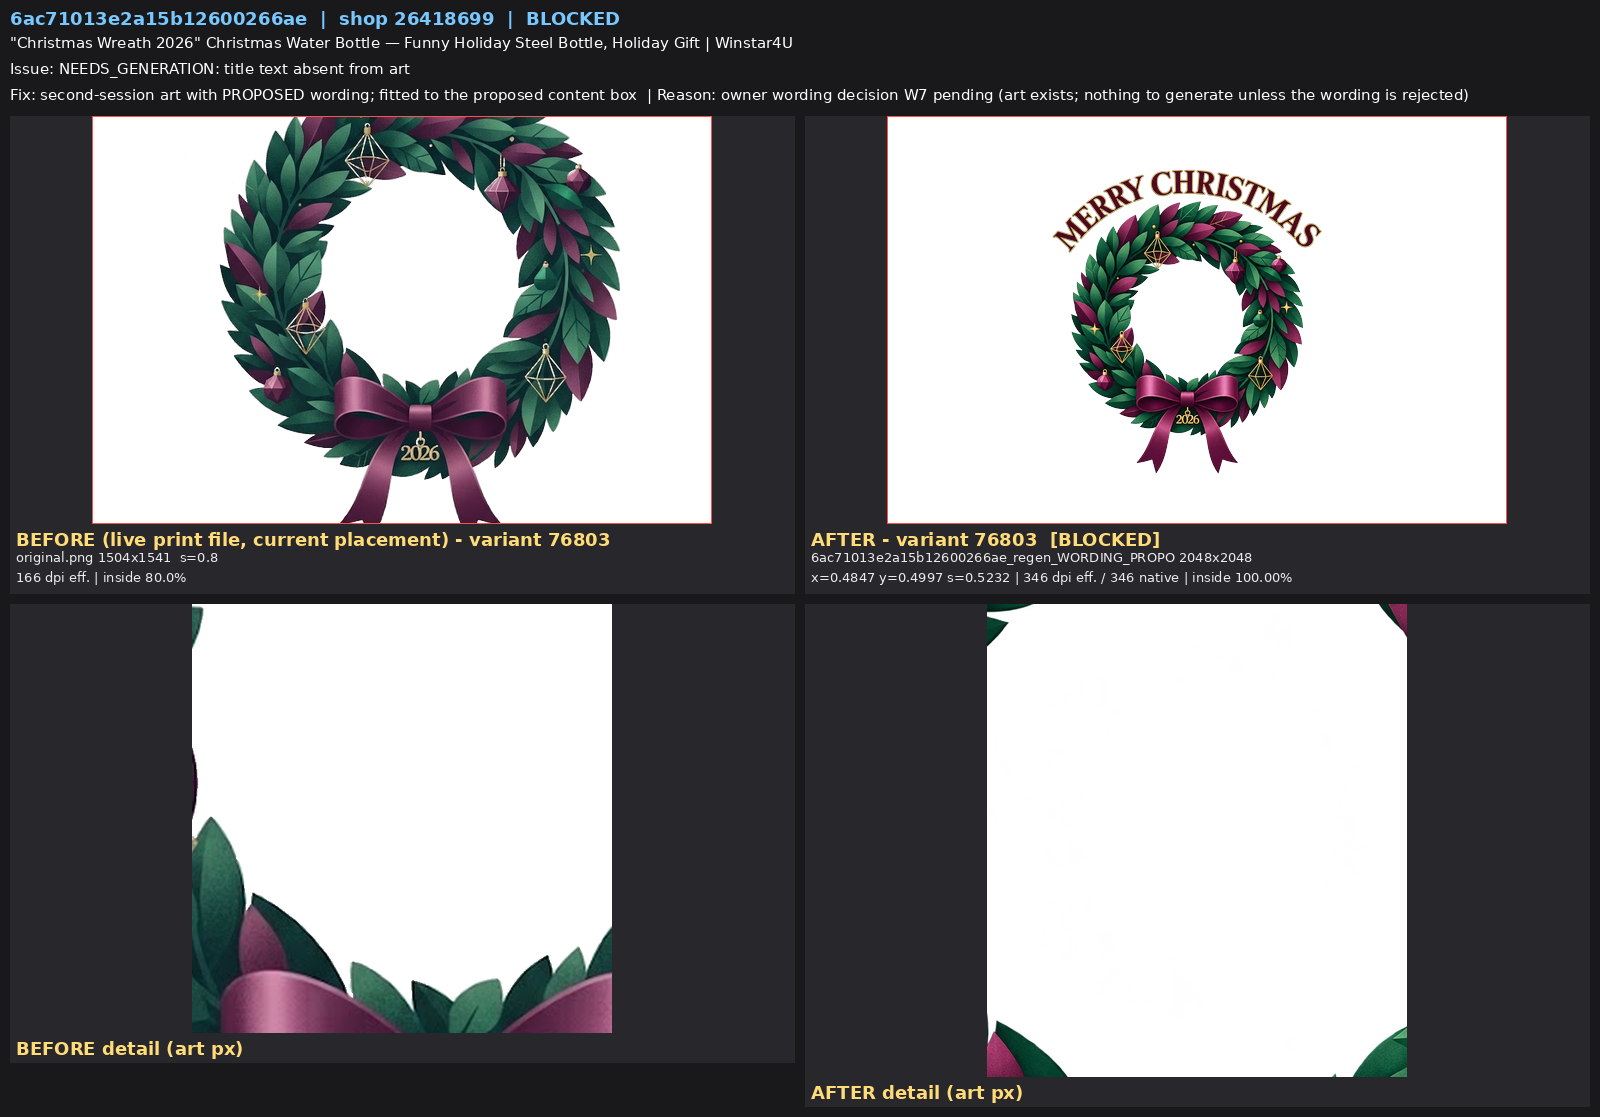 6ac71013e2a15b12600266ae | shop 26418699 | BLOCKED
"Christmas Wreath 2026" Christmas Water Bottle — Funny Holiday Steel Bottle, Holiday Gift | Winstar4U
Issue: NEEDS_GENERATION: title text absent from art
Fix: second-session art with PROPOSED wording; fitted to the proposed content box | Reason: owner wording decision W7 pending (art exists; nothing to generate unless the wording is rejected)
2026
BEFORE (live print file, current placement) - variant 76803
original.png 1504x1541 s=0.8
166 dpi eff. | inside 80.0%
MERRY CHRISTMAS
2026
AFTER - variant 76803 [BLOCKED]
6ac71013e2a15b12600266ae_regen_WORDING_PROPO 2048x2048
x=0.4847 y=0.4997 s=0.5232 | 346 dpi eff. / 346 native | inside 100.00%
BEFORE detail (art px)
AFTER detail (art px)